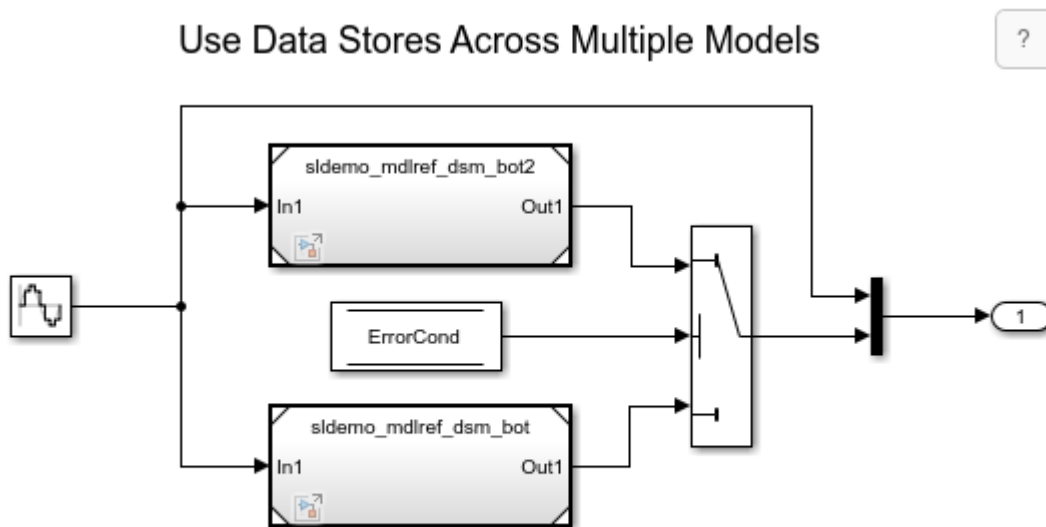 Use Data Stores Across Multiple Models
?
sldemo_mdlref_dsm_bot2
In1
Out1
ErrorCond
1
sldemo_mdlref_dsm_bot
In1
Out1